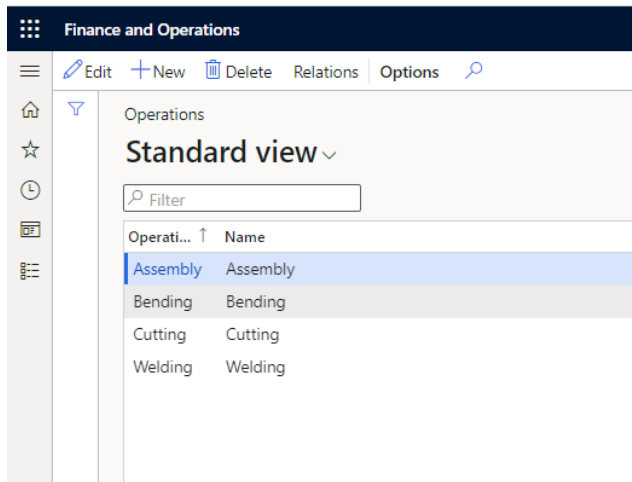 Finance and Operations
Edit New Delete Relations Options
Operations
Standard view
Filter
Operati... Name
Assembly Assembly
Bending Bending
Cutting Cutting
Welding Welding